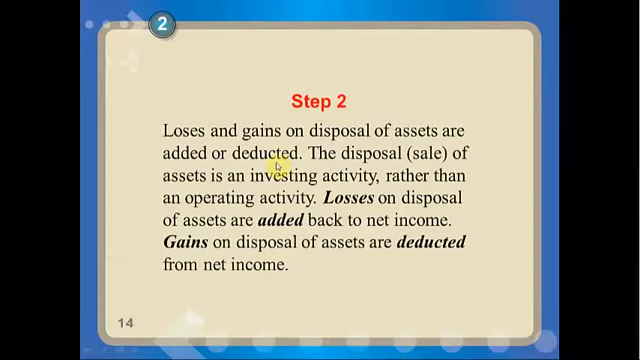 2
Step 2
Loses and gains on disposal of assets are
added or deducted. The disposal (sale) of
assets is an investing activity, rather than
an operating activity. Losses on disposal
of assets are added back to net income.
Gains on disposal of assets are deducted
from net income.
14